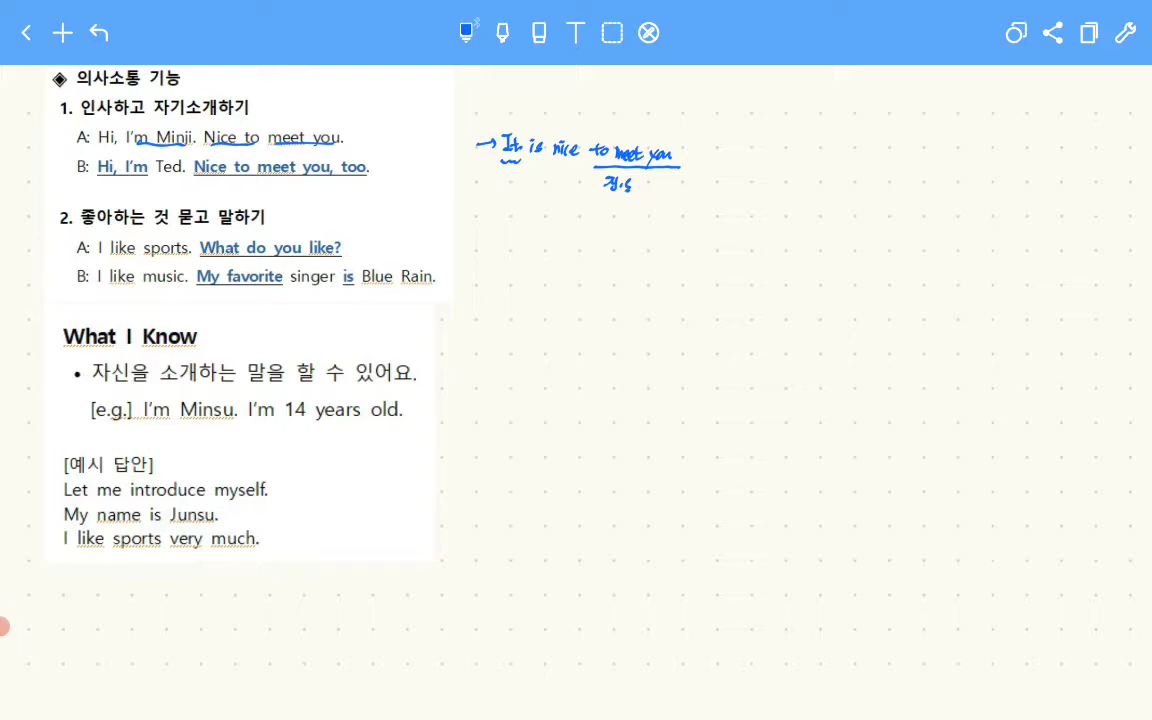 ◈ 의사소통 기능
1. 인사하고 자기소개하기
A: Hi, I'm Minji. Nice to meet you.
→ It is nice to meet you
B: Hi, I'm Ted. Nice to meet you, too.
2. 좋아하는 것 묻고 말하기
A: I like sports. What do you like?
B: I like music. My favorite singer is Blue Rain.
What I Know
• 자신을 소개하는 말을 할 수 있어요.
[e.g.] I'm Minsu. I'm 14 years old.
[예시 답안]
Let me introduce myself.
My name is Junsu.
I like sports very much.